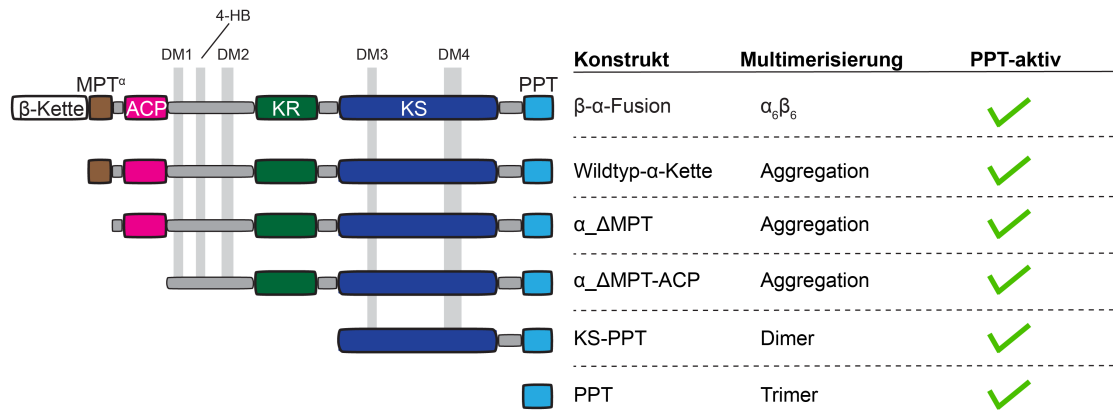 4-HB
DM1 DM2 DM3 DM4
MPTα PPT
β-Kette ACP KR KS
Konstrukt Multimerisierung PPT-aktiv
β-α-Fusion α6β6
Wildtyp-α-Kette Aggregation
α_ΔMPT Aggregation
α_ΔMPT-ACP Aggregation
KS-PPT Dimer
PPT Trimer